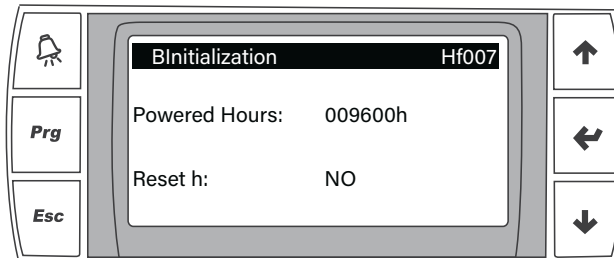 BInitialization Hf007
Powered Hours: 009600h
Prg
Reset h: NO
Esc